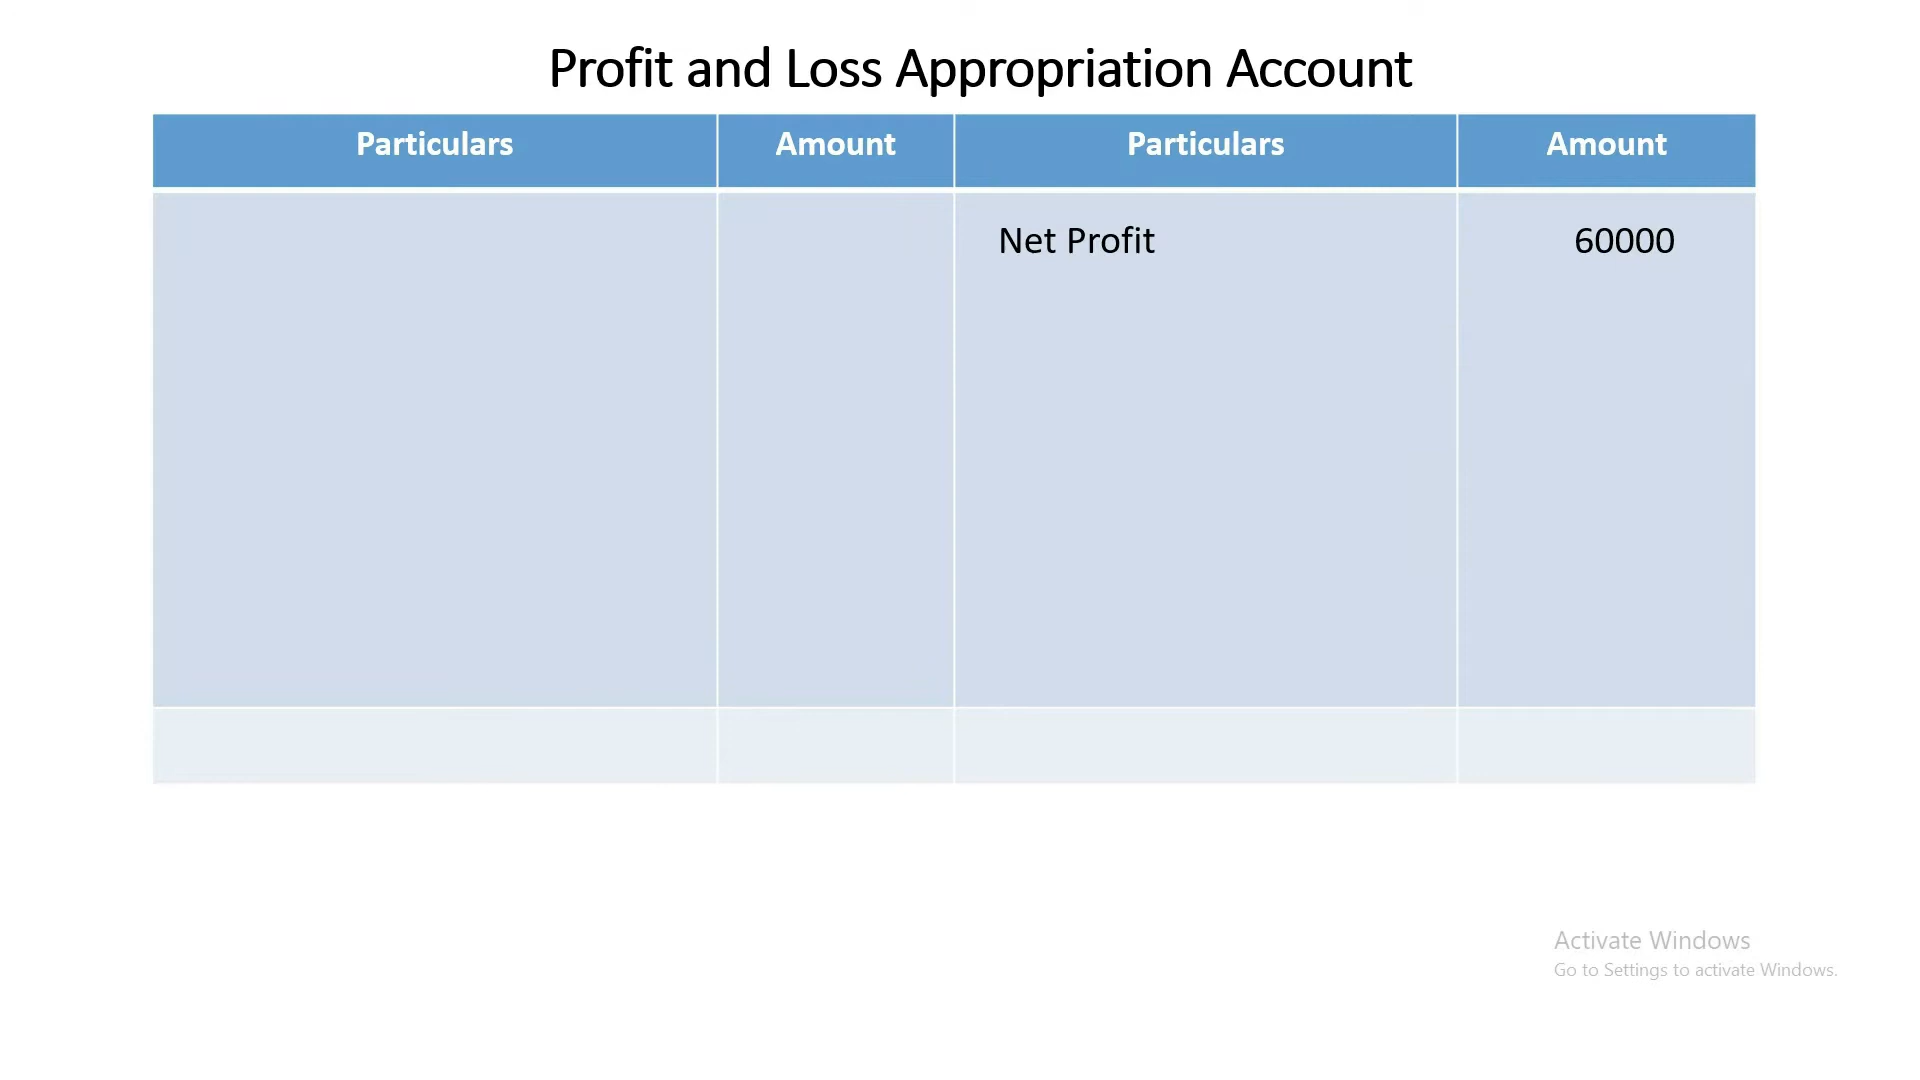 Profit and Loss Appropriation Account
Particulars Amount Particulars Amount
Net Profit 60000
Activate Windows
Go to Settings to activate Windows.